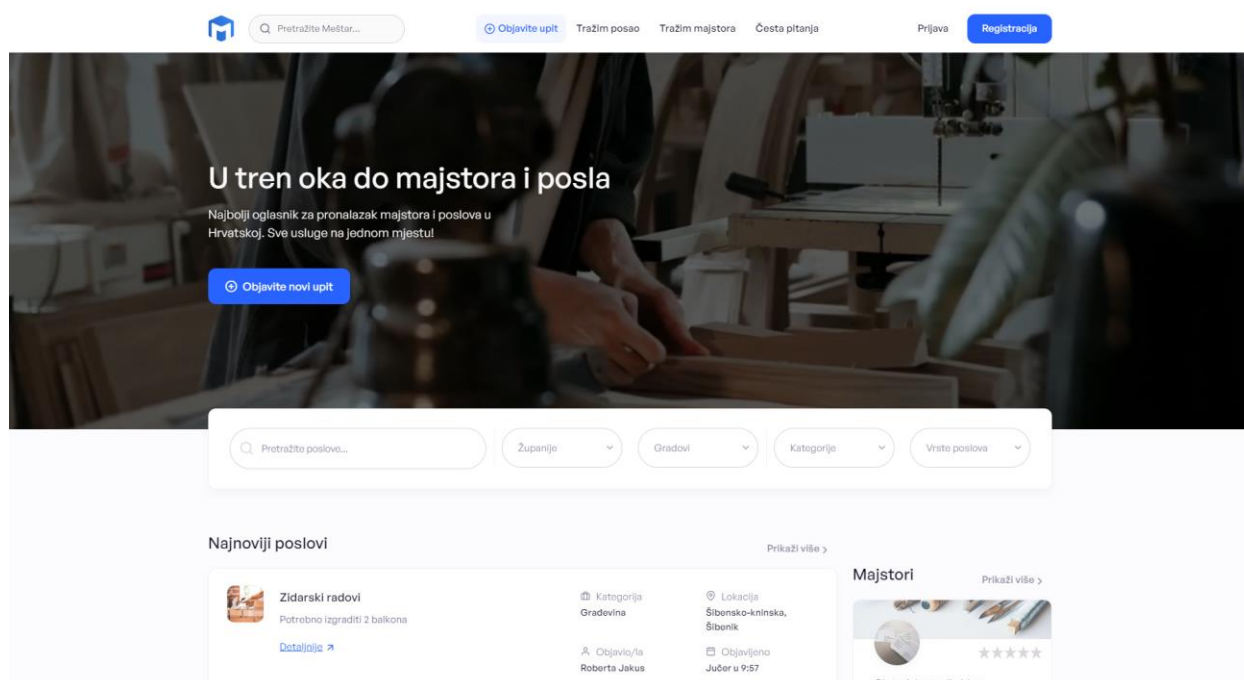 Pretražite Meštar...
Objavite upit
Tražim posao
Tražim majstora
Česta pitanja
Prijava
Registracija
U tren oka do majstora i posla
Najbolji oglasnik za pronalazak majstora i poslova u
Hrvatskoj. Sve usluge na jednom mjestu!
Objavite novi upit
Pretražite poslove...
Županije
Gradovi
Kategorije
Vrste poslova
Najnoviji poslovi
Prikaži više
Zidarski radovi
Potrebno izgraditi 2 balkona
Detaljnije
Kategorija
Građevina
Lokacija
Šibensko-kninska,
Šibenik
Objavio/la
Roberta Jakus
Objavljeno
Jučer u 9:57
Majstori
Prikaži više